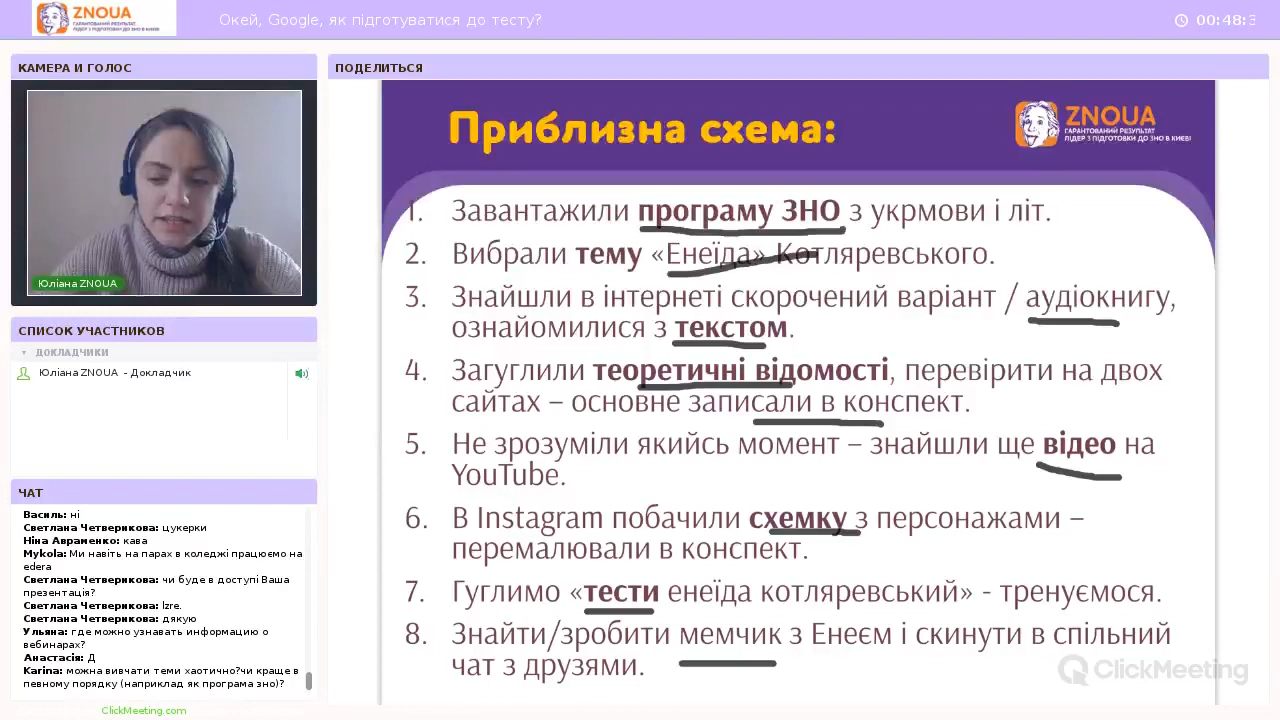 ZNOUA
ГАРАНТОВАНИЙ РЕЗУЛЬТАТ
ЛІДЕР З ПІДГОТОВКИ ДО ЗНО В КИЄВІ
Окей, Google, як підготуватися до тесту?
00:48:3
КАМЕРА И ГОЛОС
Юліана ZNOUA
СПИСОК УЧАСТНИКОВ
ДОКЛАДЧИКИ
Юліана ZNOUA - Докладчик
ЧАТ
Василь: ні
Светлана Четверикова: цукерки
Ніна Авраменко: кава
Mykola: Ми навіть на парах в коледжі працюємо на
edera
Светлана Четверикова: чи буде в доступі Ваша
презентація?
Светлана Четверикова: Izre.
Светлана Четверикова: дякую
Ульяна: где можно узнавать информацию о
вебинарах?
Анастасія: Д
Karina: можна вивчати теми хаотично?чи краще в
певному порядку (наприклад як програма зно)?
ClickMeeting.com
ПОДЕЛИТЬСЯ
Приблизна схема:
ZNOUA
ГАРАНТОВАНИЙ РЕЗУЛЬТАТ
ЛІДЕР З ПІДГОТОВКИ ДО ЗНО В КИЄВІ
1. Завантажили програму ЗНО з укрмови і літ.
2. Вибрали тему «Енеїда» Котляревського.
3. Знайшли в інтернеті скорочений варіант / аудіокнигу,
ознайомилися з текстом.
4. Загуглили теоретичні відомості, перевірити на двох
сайтах – основне записали в конспект.
5. Не зрозуміли якийсь момент – знайшли ще відео на
YouTube.
6. В Instagram побачили схемку з персонажами –
перемалювали в конспект.
7. Гуглимо «тести енеїда котляревський» - тренуємося.
8. Знайти/зробити мемчик з Енеєм і скинути в спільний
чат з друзями.
ClickMeeting